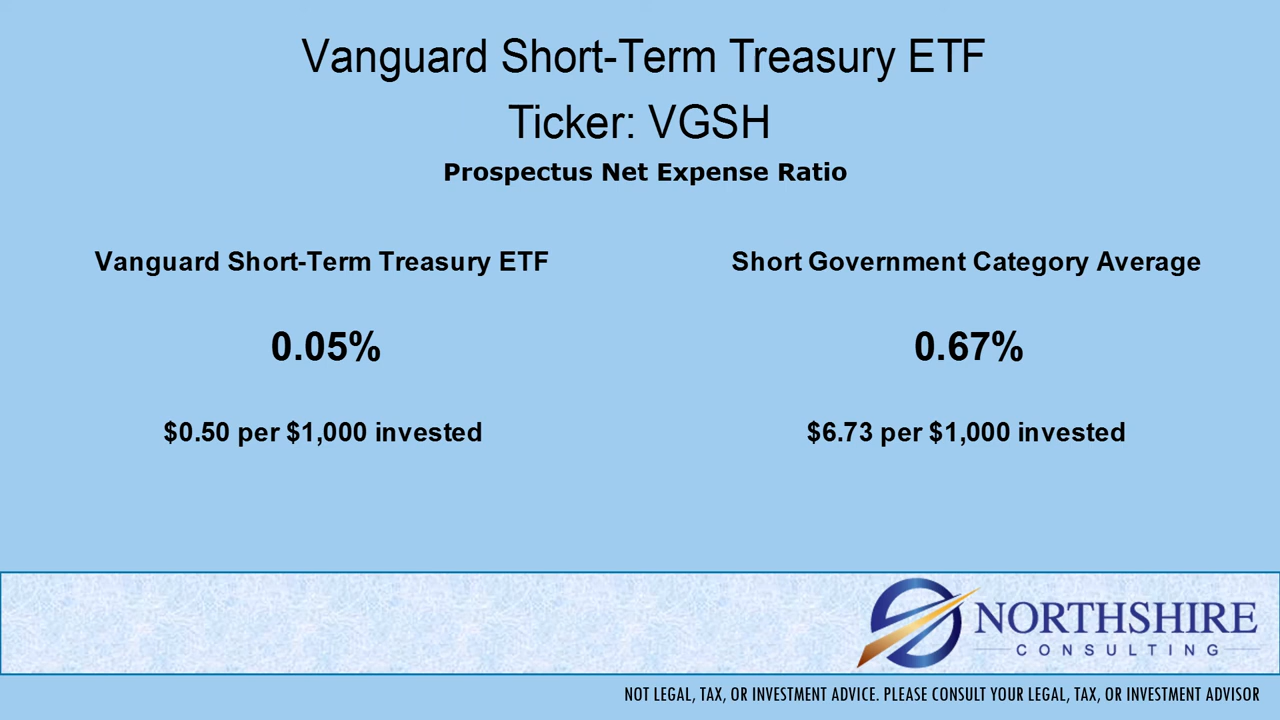 Vanguard Short-Term Treasury ETF
Ticker: VGSH
Prospectus Net Expense Ratio
Vanguard Short-Term Treasury ETF
Short Government Category Average
0.05%
0.67%
$0.50 per $1,000 invested
$6.73 per $1,000 invested
NORTHSHIRE
CONSULTING
NOT LEGAL, TAX, OR INVESTMENT ADVICE. PLEASE CONSULT YOUR LEGAL, TAX, OR INVESTMENT ADVISOR